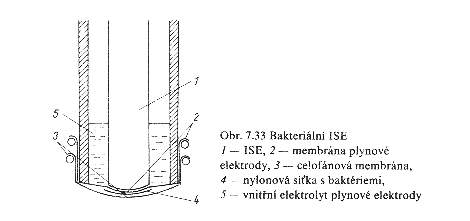 1
2
5
3
4
Obr. 7.33 Bakteriální ISE
1 — ISE, 2 — membrána plynové
elektrody, 3 — celofánová membrána,
4 — nylonová síťka s baktériemi,
5 — vnitřní elektrolyt plynové elektrody